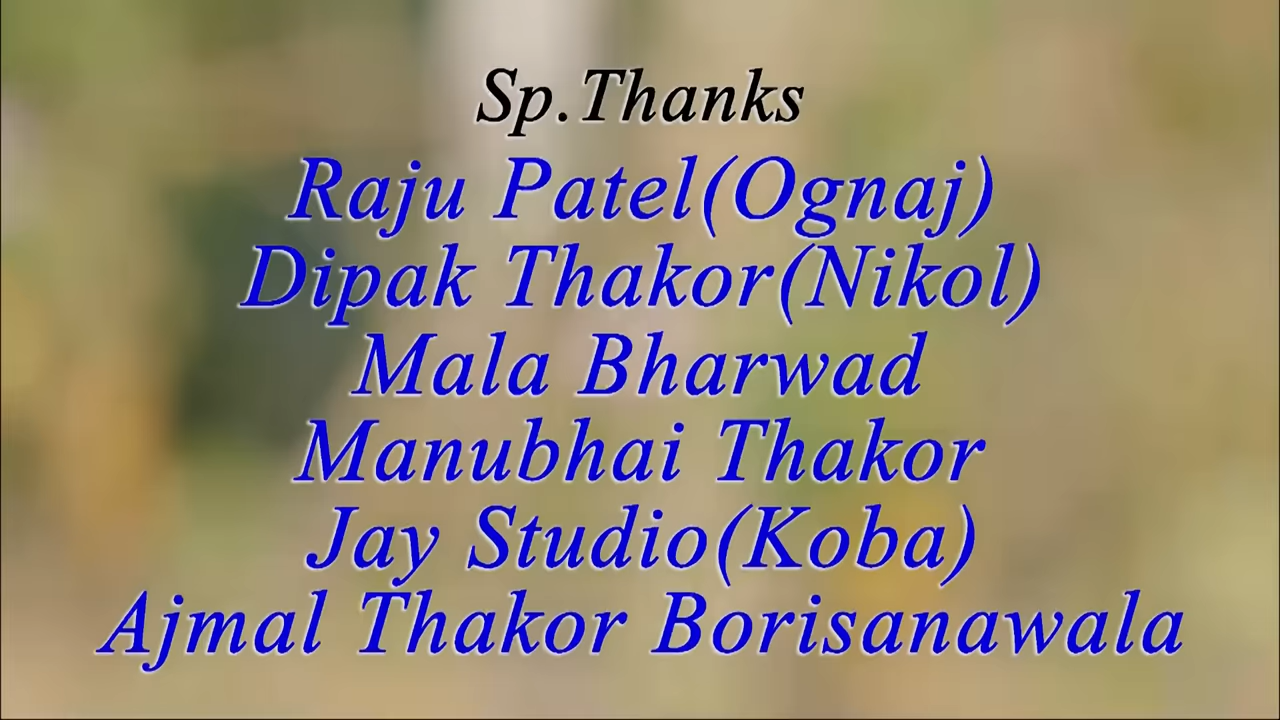 Sp.Thanks
Raju Patel(Ognaj)
Dipak Thakor(Nikol)
Mala Bharwad
Manubhai Thakor
Jay Studio(Koba)
Ajmal Thakor Borisanawala